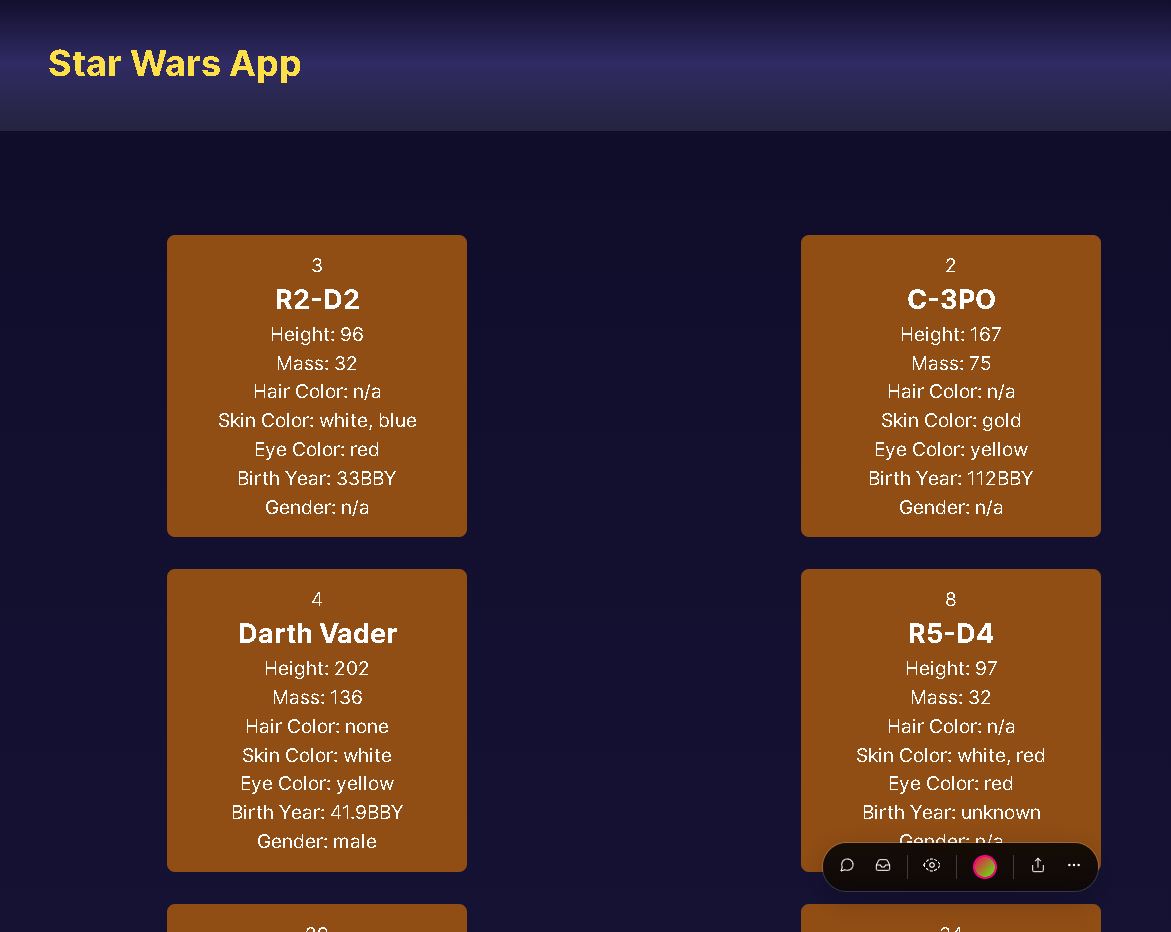 Star Wars App
3
R2-D2
Height: 96
Mass: 32
Hair Color: n/a
Skin Color: white, blue
Eye Color: red
Birth Year: 33BBY
Gender: n/a
2
C-3PO
Height: 167
Mass: 75
Hair Color: n/a
Skin Color: gold
Eye Color: yellow
Birth Year: 112BBY
Gender: n/a
4
Darth Vader
Height: 202
Mass: 136
Hair Color: none
Skin Color: white
Eye Color: yellow
Birth Year: 41.9BBY
Gender: male
8
R5-D4
Height: 97
Mass: 32
Hair Color: n/a
Skin Color: white, red
Eye Color: red
Birth Year: unknown
Gender: n/a